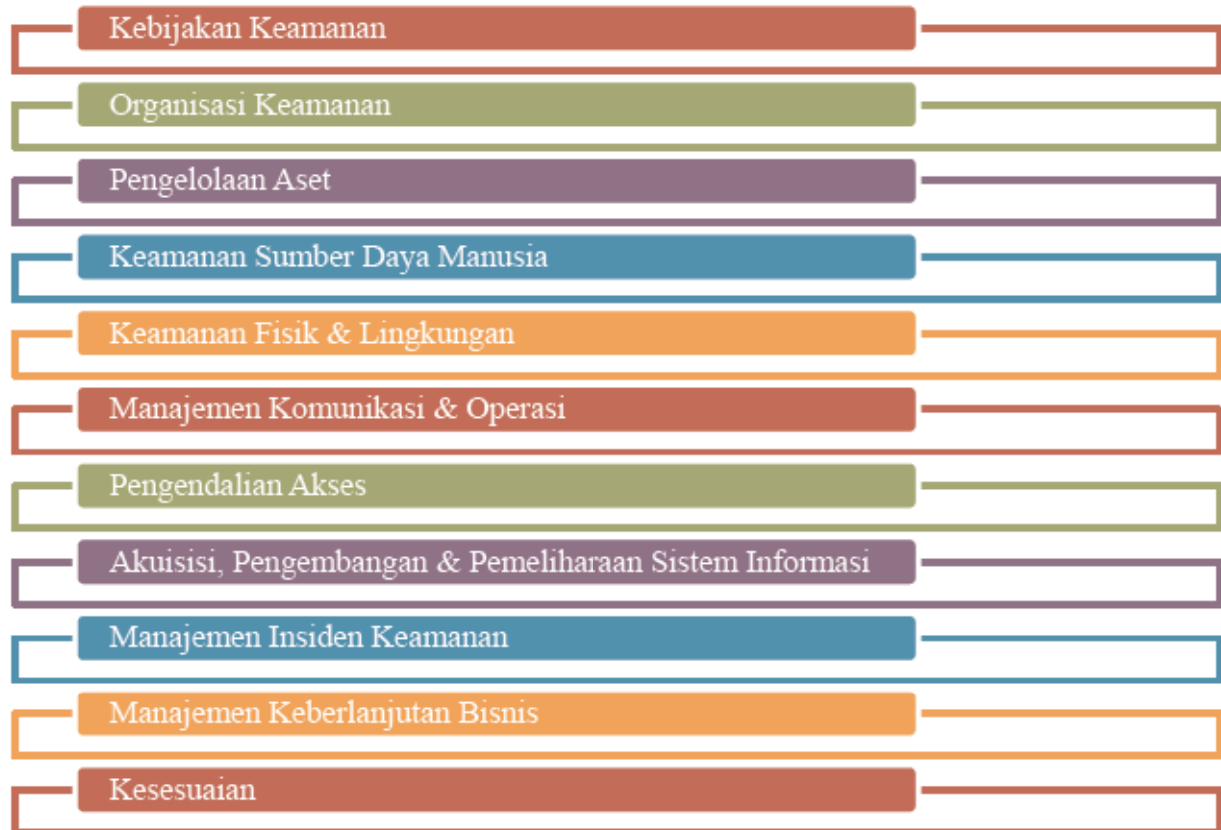 Kebijakan Keamanan
Organisasi Keamanan
Pengelolaan Aset
Keamanan Sumber Daya Manusia
Keamanan Fisik & Lingkungan
Manajemen Komunikasi & Operasi
Pengendalian Akses
Akuisisi, Pengembangan & Pemeliharaan Sistem Informasi
Manajemen Insiden Keamanan
Manajemen Keberlanjutan Bisnis
Kesesuaian